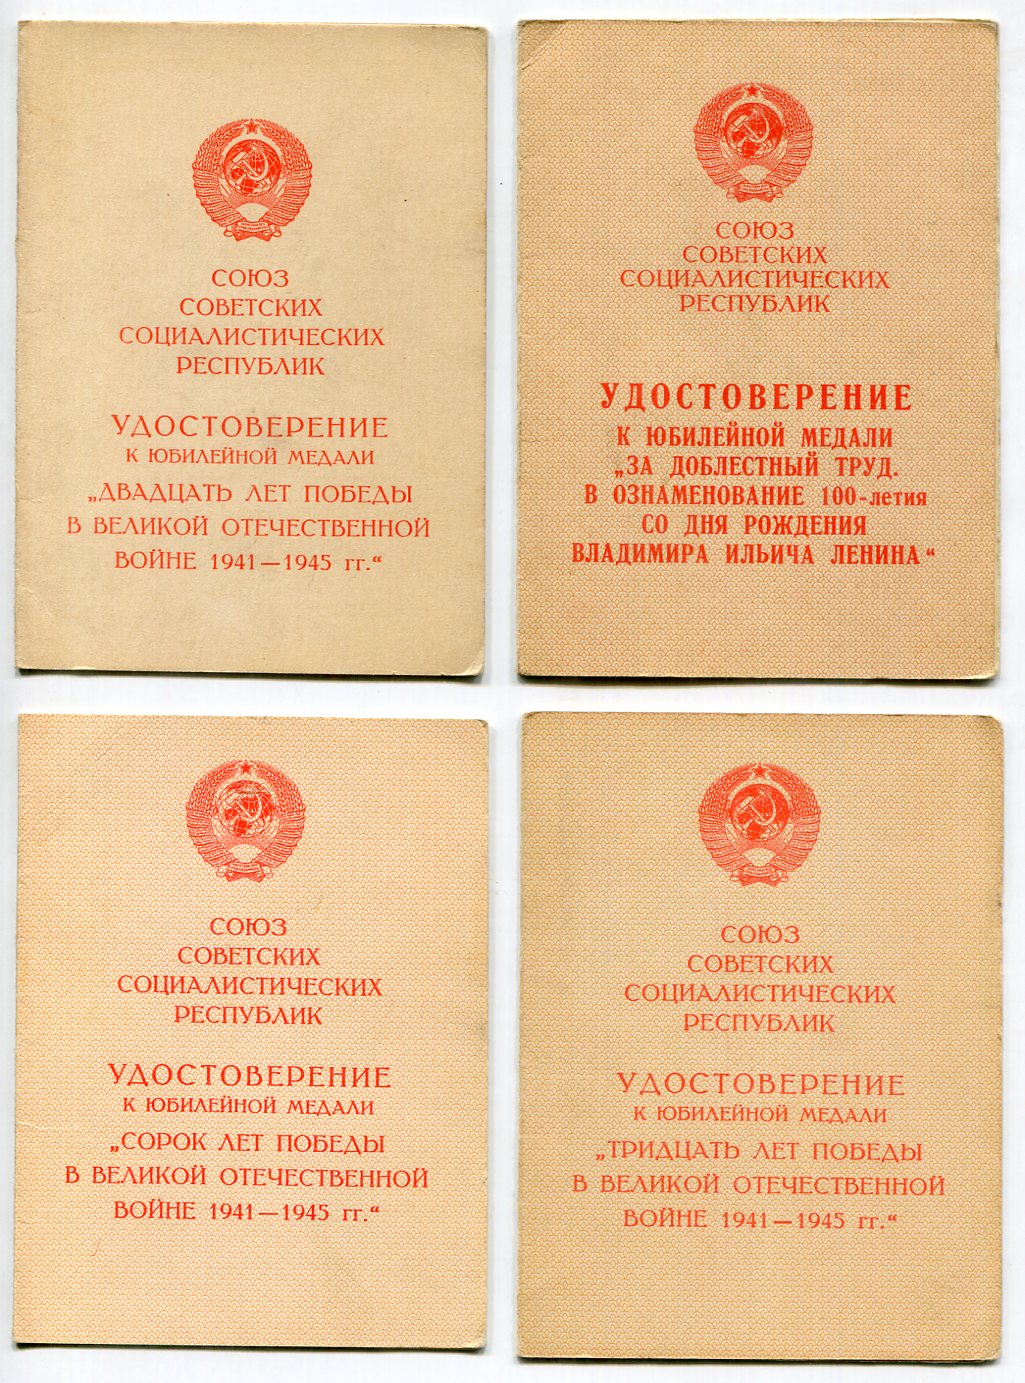 СОЮЗ
СОВЕТСКИХ
СОЦИАЛИСТИЧЕСКИХ
РЕСПУБЛИК
УДОСТОВЕРЕНИЕ
К ЮБИЛЕЙНОЙ МЕДАЛИ
„ДВАДЦАТЬ ЛЕТ ПОБЕДЫ
В ВЕЛИКОЙ ОТЕЧЕСТВЕННОЙ
ВОЙНЕ 1941—1945 гг.“
СОЮЗ
СОВЕТСКИХ
СОЦИАЛИСТИЧЕСКИХ
РЕСПУБЛИК
УДОСТОВЕРЕНИЕ
К ЮБИЛЕЙНОЙ МЕДАЛИ
„ЗА ДОБЛЕСТНЫЙ ТРУД.
В ОЗНАМЕНОВАНИЕ 100-летия
СО ДНЯ РОЖДЕНИЯ
ВЛАДИМИРА ИЛЬИЧА ЛЕНИНА“
СОЮЗ
СОВЕТСКИХ
СОЦИАЛИСТИЧЕСКИХ
РЕСПУБЛИК
УДОСТОВЕРЕНИЕ
К ЮБИЛЕЙНОЙ МЕДАЛИ
„СОРОК ЛЕТ ПОБЕДЫ
В ВЕЛИКОЙ ОТЕЧЕСТВЕННОЙ
ВОЙНЕ 1941—1945 гг.“
СОЮЗ
СОВЕТСКИХ
СОЦИАЛИСТИЧЕСКИХ
РЕСПУБЛИК
УДОСТОВЕРЕНИЕ
К ЮБИЛЕЙНОЙ МЕДАЛИ
„ТРИДЦАТЬ ЛЕТ ПОБЕДЫ
В ВЕЛИКОЙ ОТЕЧЕСТВЕННОЙ
ВОЙНЕ 1941—1945 гг.“